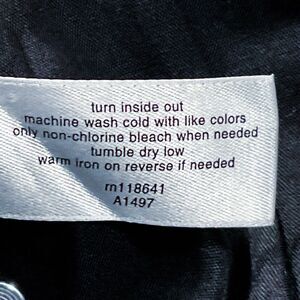 turn inside out
machine wash cold with like colors
only non-chlorine bleach when needed
tumble dry low
warm iron on reverse if needed
rn118641
A1497